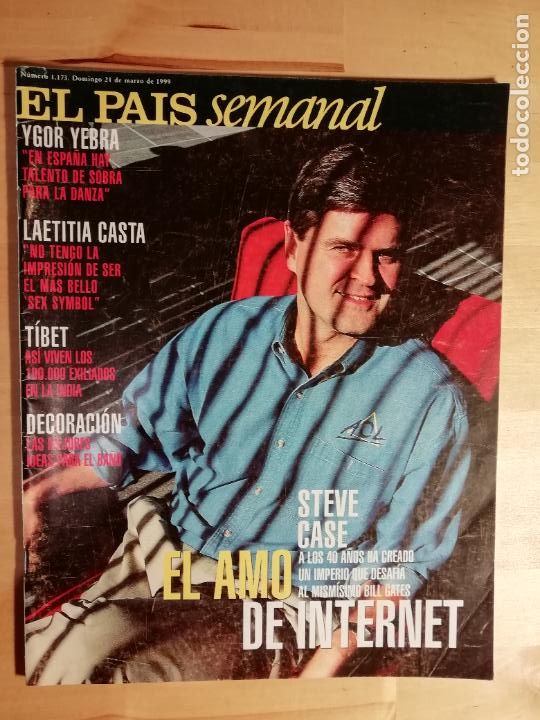 Número 1.173. Domingo 21 de marzo de 1999
EL PAIS semanal
YGOR YEBRA
"EN ESPAÑA HAY
TALENTO DE SOBRA
PARA LA DANZA"
LAETITIA CASTA
"NO TENGO LA
IMPRESIÓN DE SER
EL MÁS BELLO
'SEX SYMBOL'"
TÍBET
ASÍ VIVEN LOS
100.000 EXILIADOS
EN LA INDIA
DECORACIÓN
LAS MEJORES
IDEAS PARA EL BAÑO
AOL
STEVE
CASE
A LOS 40 AÑOS HA CREADO
UN IMPERIO QUE DESAFÍA
AL MISMÍSIMO BILL GATES
EL AMO
DE INTERNET
todocoleccion